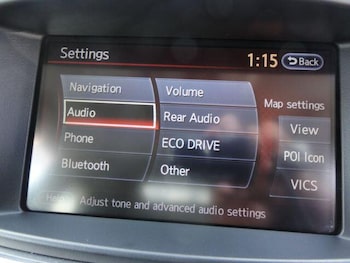 Settings
1:15 Back
Navigation
Audio
Phone
Bluetooth
Volume
Rear Audio
ECO DRIVE
Other
Map settings
View
POI Icon
VICS
Help Adjust tone and advanced audio settings